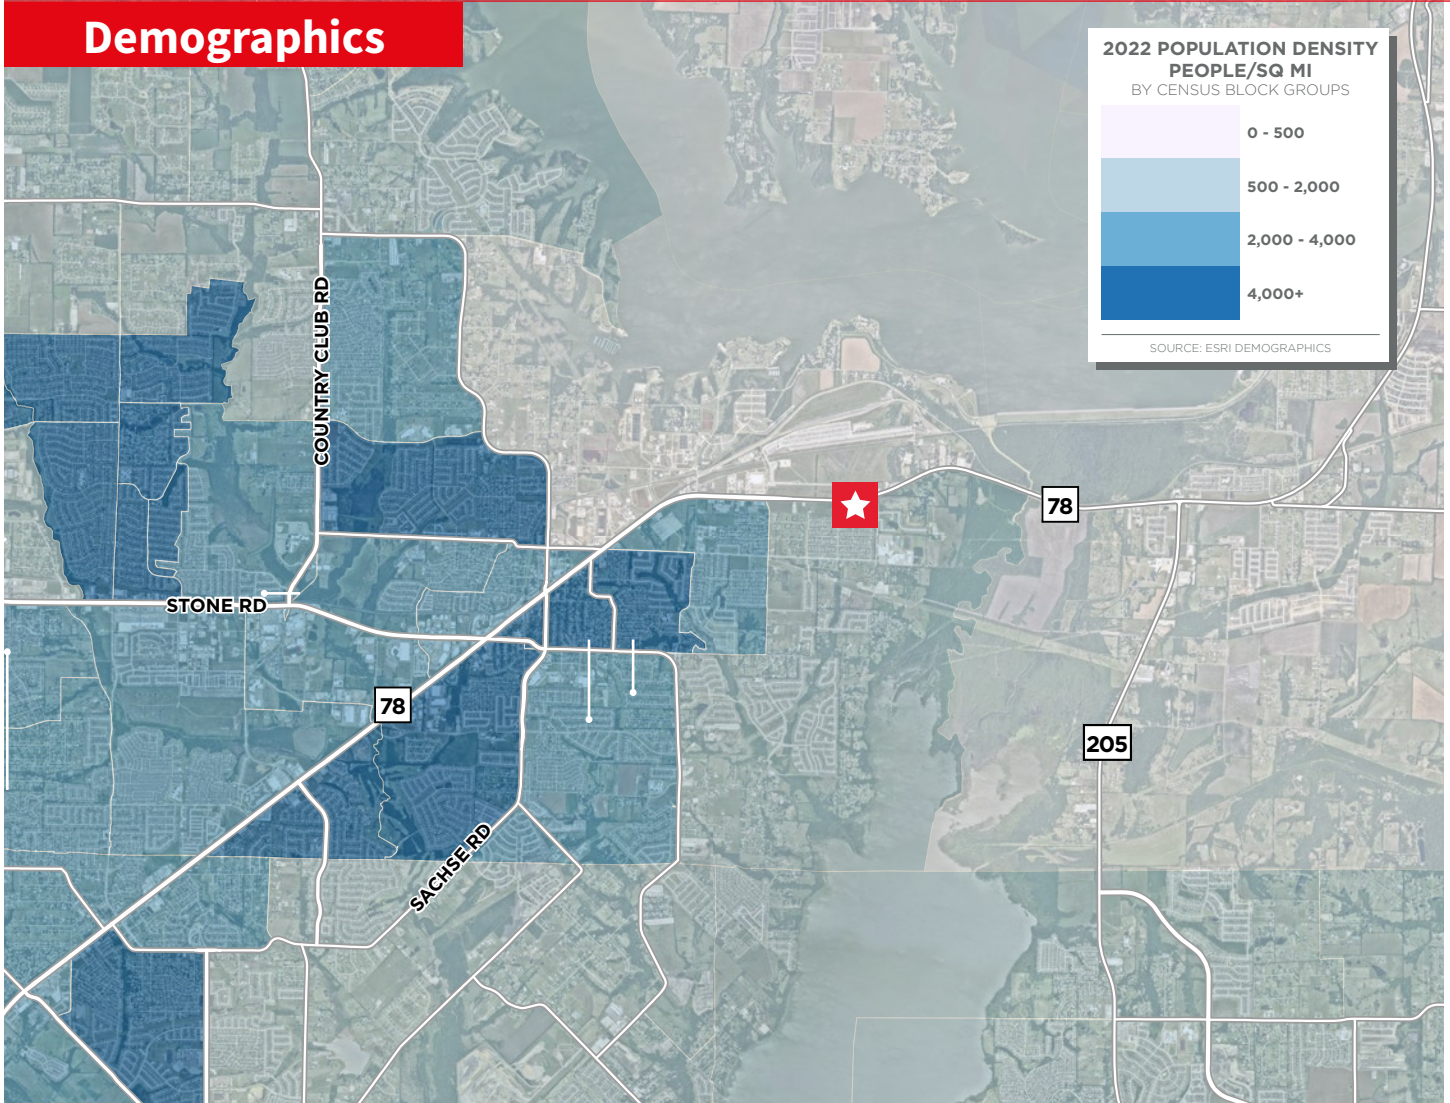 Demographics
2022 POPULATION DENSITY
PEOPLE/SQ MI
BY CENSUS BLOCK GROUPS
0 - 500
500 - 2,000
2,000 - 4,000
4,000+
SOURCE: ESRI DEMOGRAPHICS
COUNTRY CLUB RD
78
STONE RD
78
205
SACHSE RD